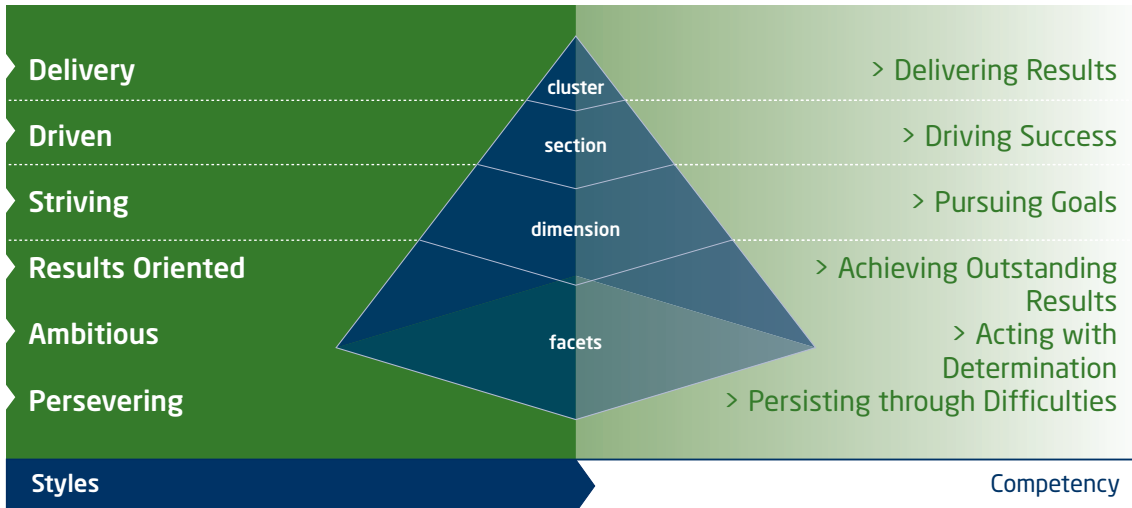 Delivery
cluster
> Delivering Results
Driven
section
> Driving Success
Striving
dimension
> Pursuing Goals
Results Oriented
> Achieving Outstanding
Results
Ambitious
facets
> Acting with
Determination
Persevering
> Persisting through Difficulties
Styles
Competency